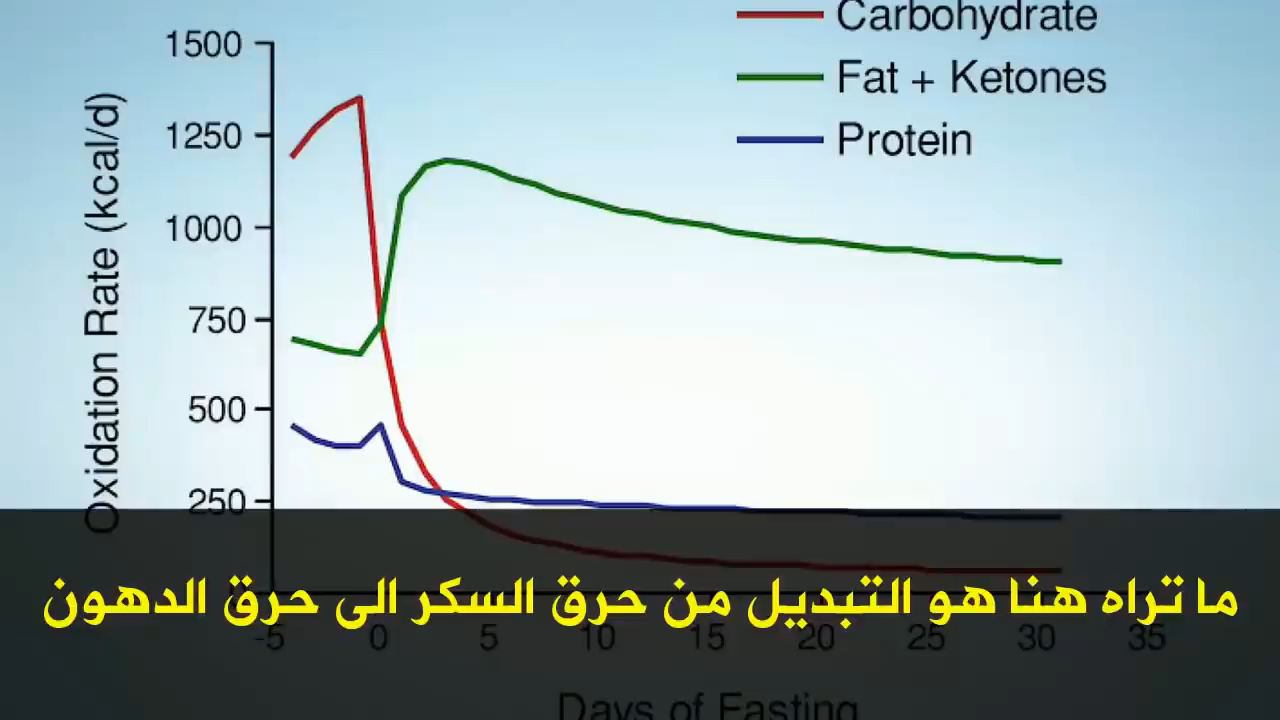 Carbohydrate
Fat + Ketones
Protein
Oxidation Rate (kcal/d)
1500
1250
1000
750
500
250
ما تراه هنا هو التبديل من حرق السكر الى حرق الدهون
-5 0 5 10 15 20 25 30 35
Days of Fasting